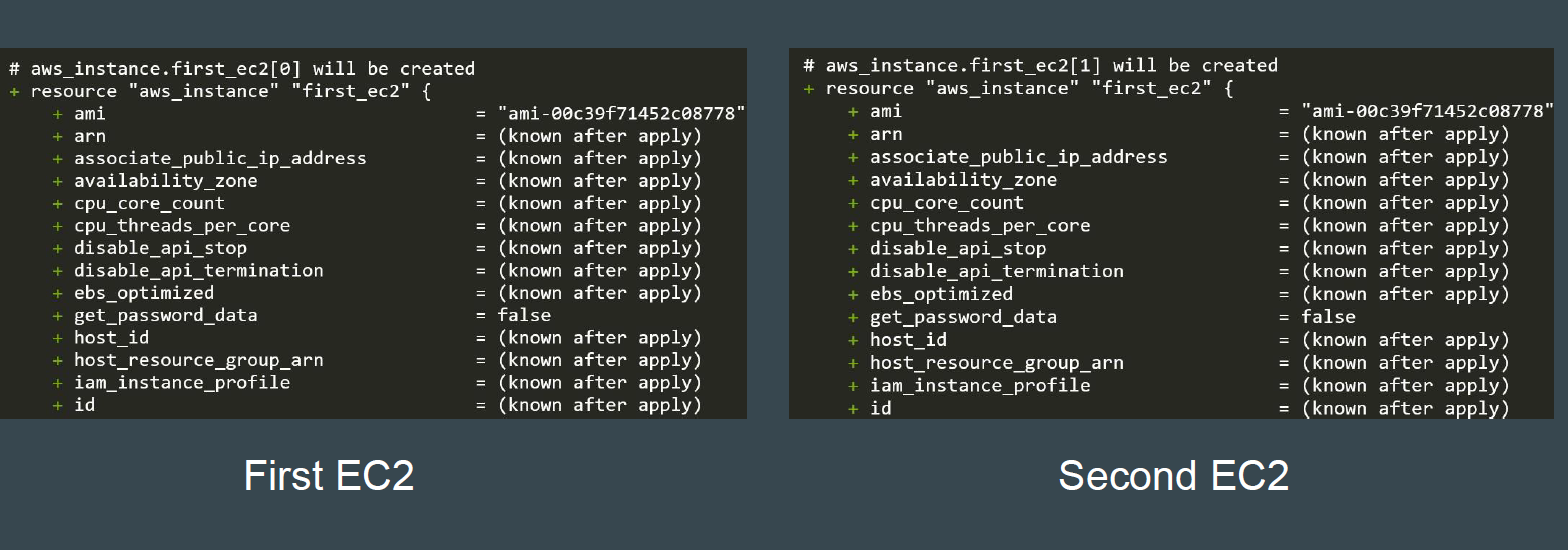 # aws_instance.first_ec2[0] will be created
+ resource "aws_instance" "first_ec2" {
+ ami = "ami-00c39f71452c08778"
+ arn = (known after apply)
+ associate_public_ip_address = (known after apply)
+ availability_zone = (known after apply)
+ cpu_core_count = (known after apply)
+ cpu_threads_per_core = (known after apply)
+ disable_api_stop = (known after apply)
+ disable_api_termination = (known after apply)
+ ebs_optimized = (known after apply)
+ get_password_data = false
+ host_id = (known after apply)
+ host_resource_group_arn = (known after apply)
+ iam_instance_profile = (known after apply)
+ id = (known after apply)
First EC2
# aws_instance.first_ec2[1] will be created
+ resource "aws_instance" "first_ec2" {
+ ami = "ami-00c39f71452c08778"
+ arn = (known after apply)
+ associate_public_ip_address = (known after apply)
+ availability_zone = (known after apply)
+ cpu_core_count = (known after apply)
+ cpu_threads_per_core = (known after apply)
+ disable_api_stop = (known after apply)
+ disable_api_termination = (known after apply)
+ ebs_optimized = (known after apply)
+ get_password_data = false
+ host_id = (known after apply)
+ host_resource_group_arn = (known after apply)
+ iam_instance_profile = (known after apply)
+ id = (known after apply)
Second EC2